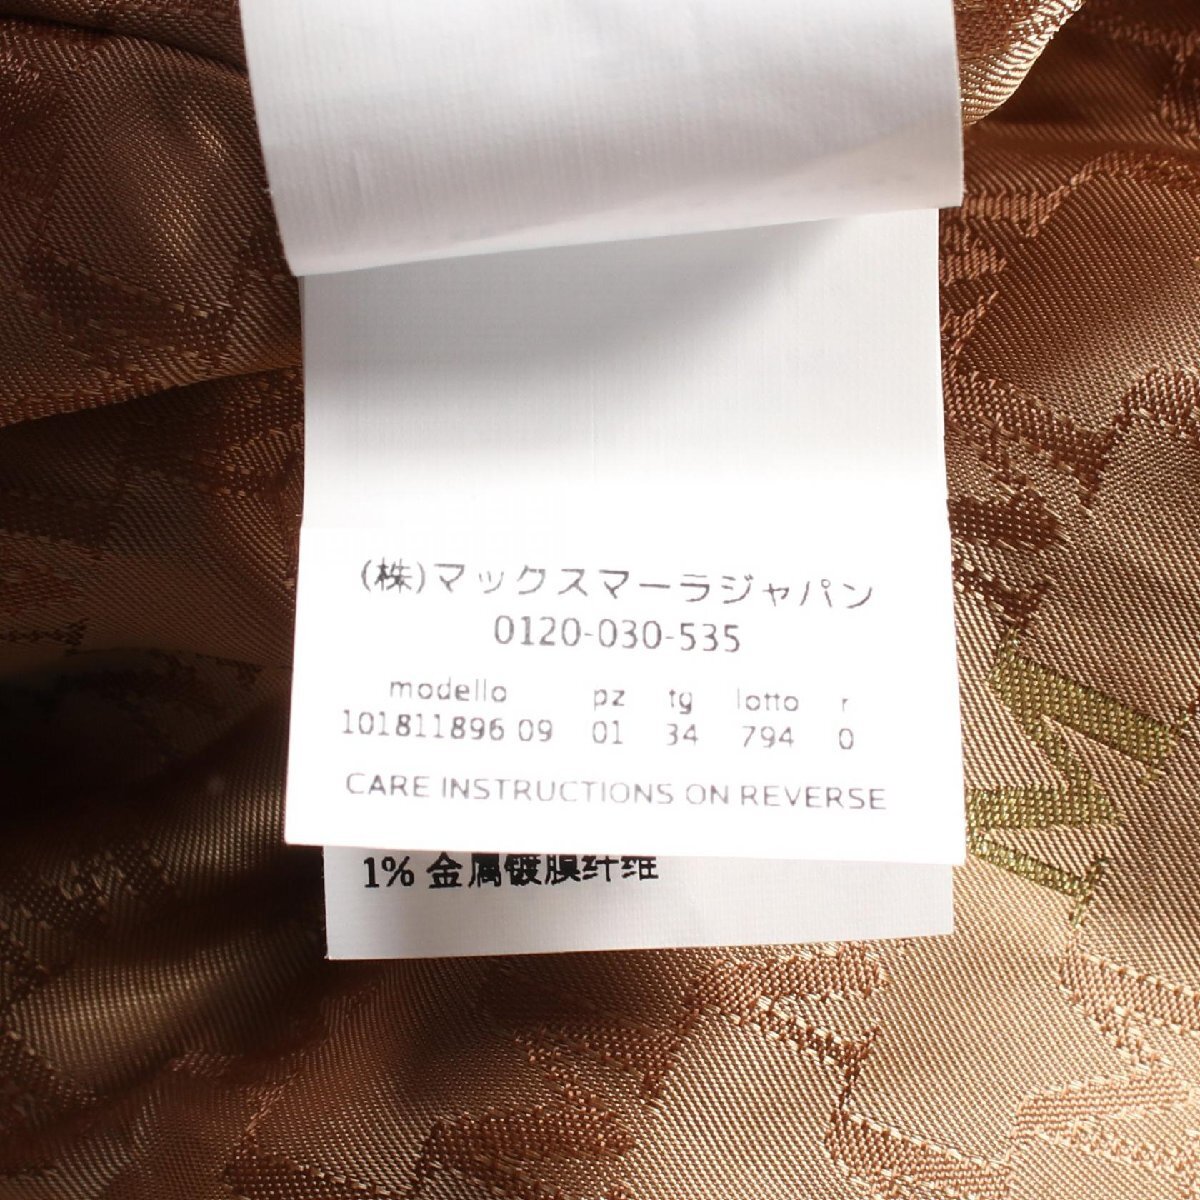 (株)マックスマーラジャパン
0120-030-535
modello pz tg lotto r
101811896 09 01 34 794 0
CARE INSTRUCTIONS ON REVERSE
1% 金属镀膜纤维